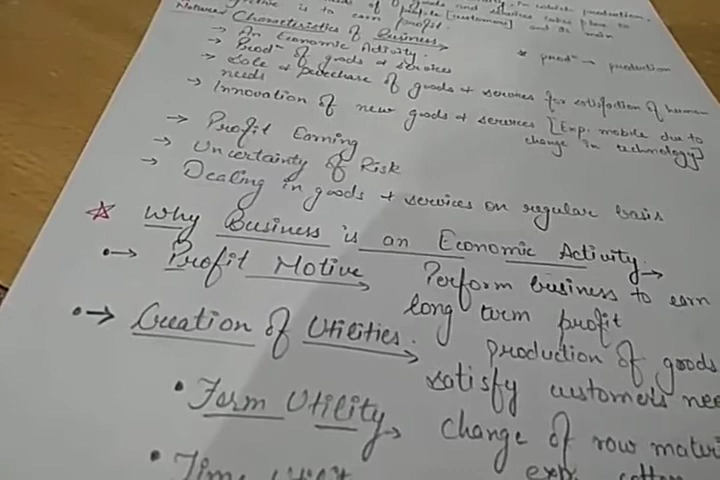 is to earn profit.
Nature & Characteristics of Business →
→ An Economic Activity.
→ Prodⁿ of goods & services
* prodⁿ → production
→ Sale & purchase of goods & services for satisfaction of human
needs
→ Innovation of new goods & services [Exp: mobile due to
change in technology]
→ Profit Earning
→ Uncertainty of Risk
→ Dealing in goods & services on regular basis
☆ Why Business is an Economic Activity →
• → Profit Motive → Perform business to earn
long term profit
• → Creation of Utilities. → production of goods
satisfy customers nee
• Form Utility → change of row materi